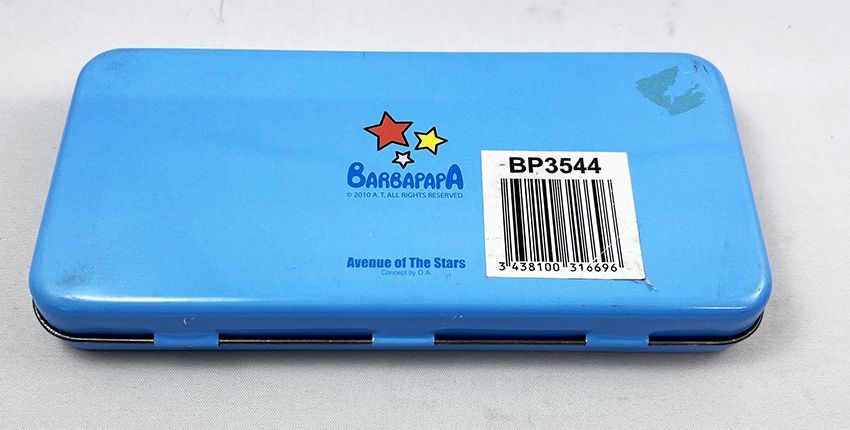 BARBAPAPA
© 2010 A. T. ALL RIGHTS RESERVED.
Avenue of The Stars
Concept by O.A.
BP3544
3 438100 316696